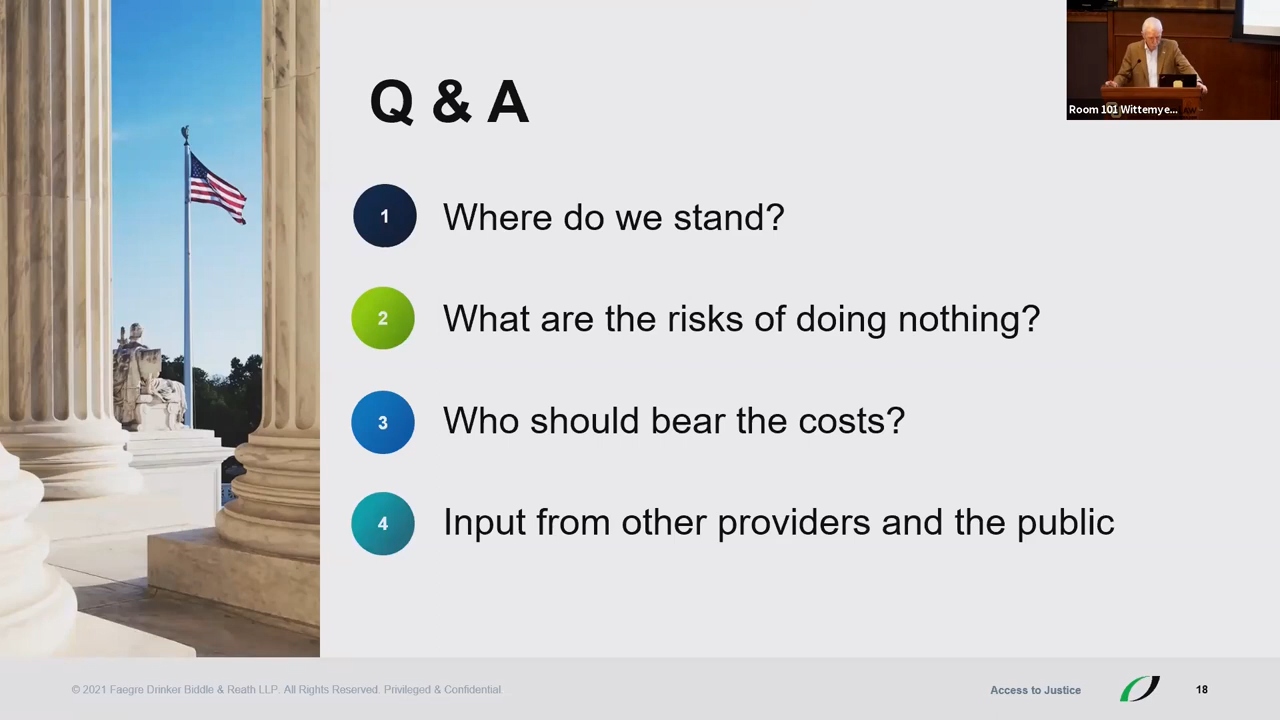 Q & A
Room 101 Wittemye...
1
Where do we stand?
2
What are the risks of doing nothing?
3
Who should bear the costs?
4
Input from other providers and the public
© 2021 Faegre Drinker Biddle & Reath LLP. All Rights Reserved. Privileged & Confidential.
Access to Justice
18